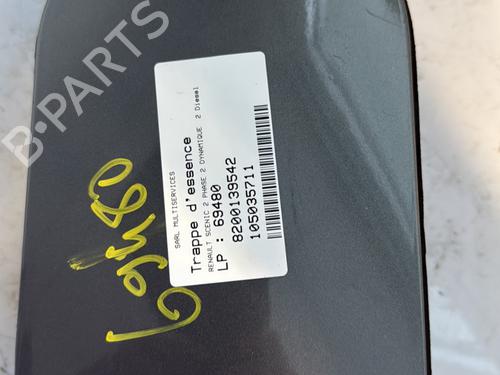 B-PARTS
SARL MULTISERVICES
Trappe d'essence
RENAULT SCENIC 2 PHASE 2 DYNAMIQUE 2 Diesel
LP : 69480
8200139542
105035711
69480